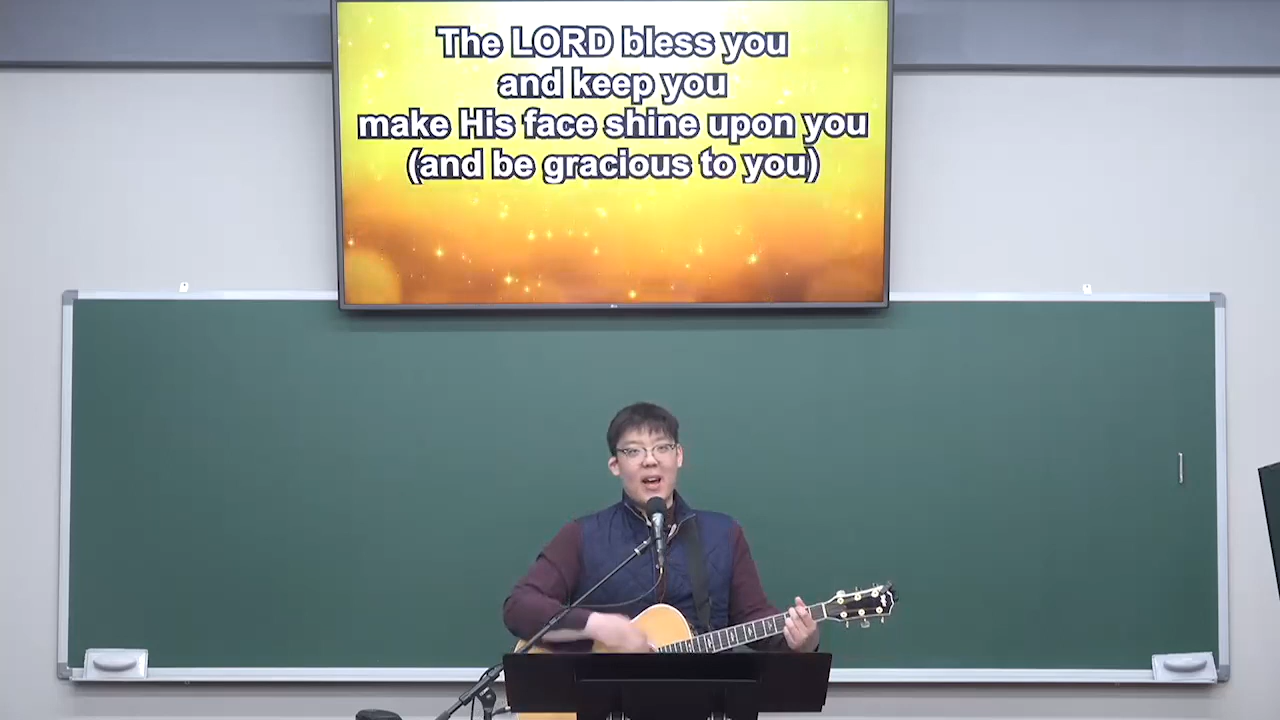 The LORD bless you
and keep you
make His face shine upon you
(and be gracious to you)